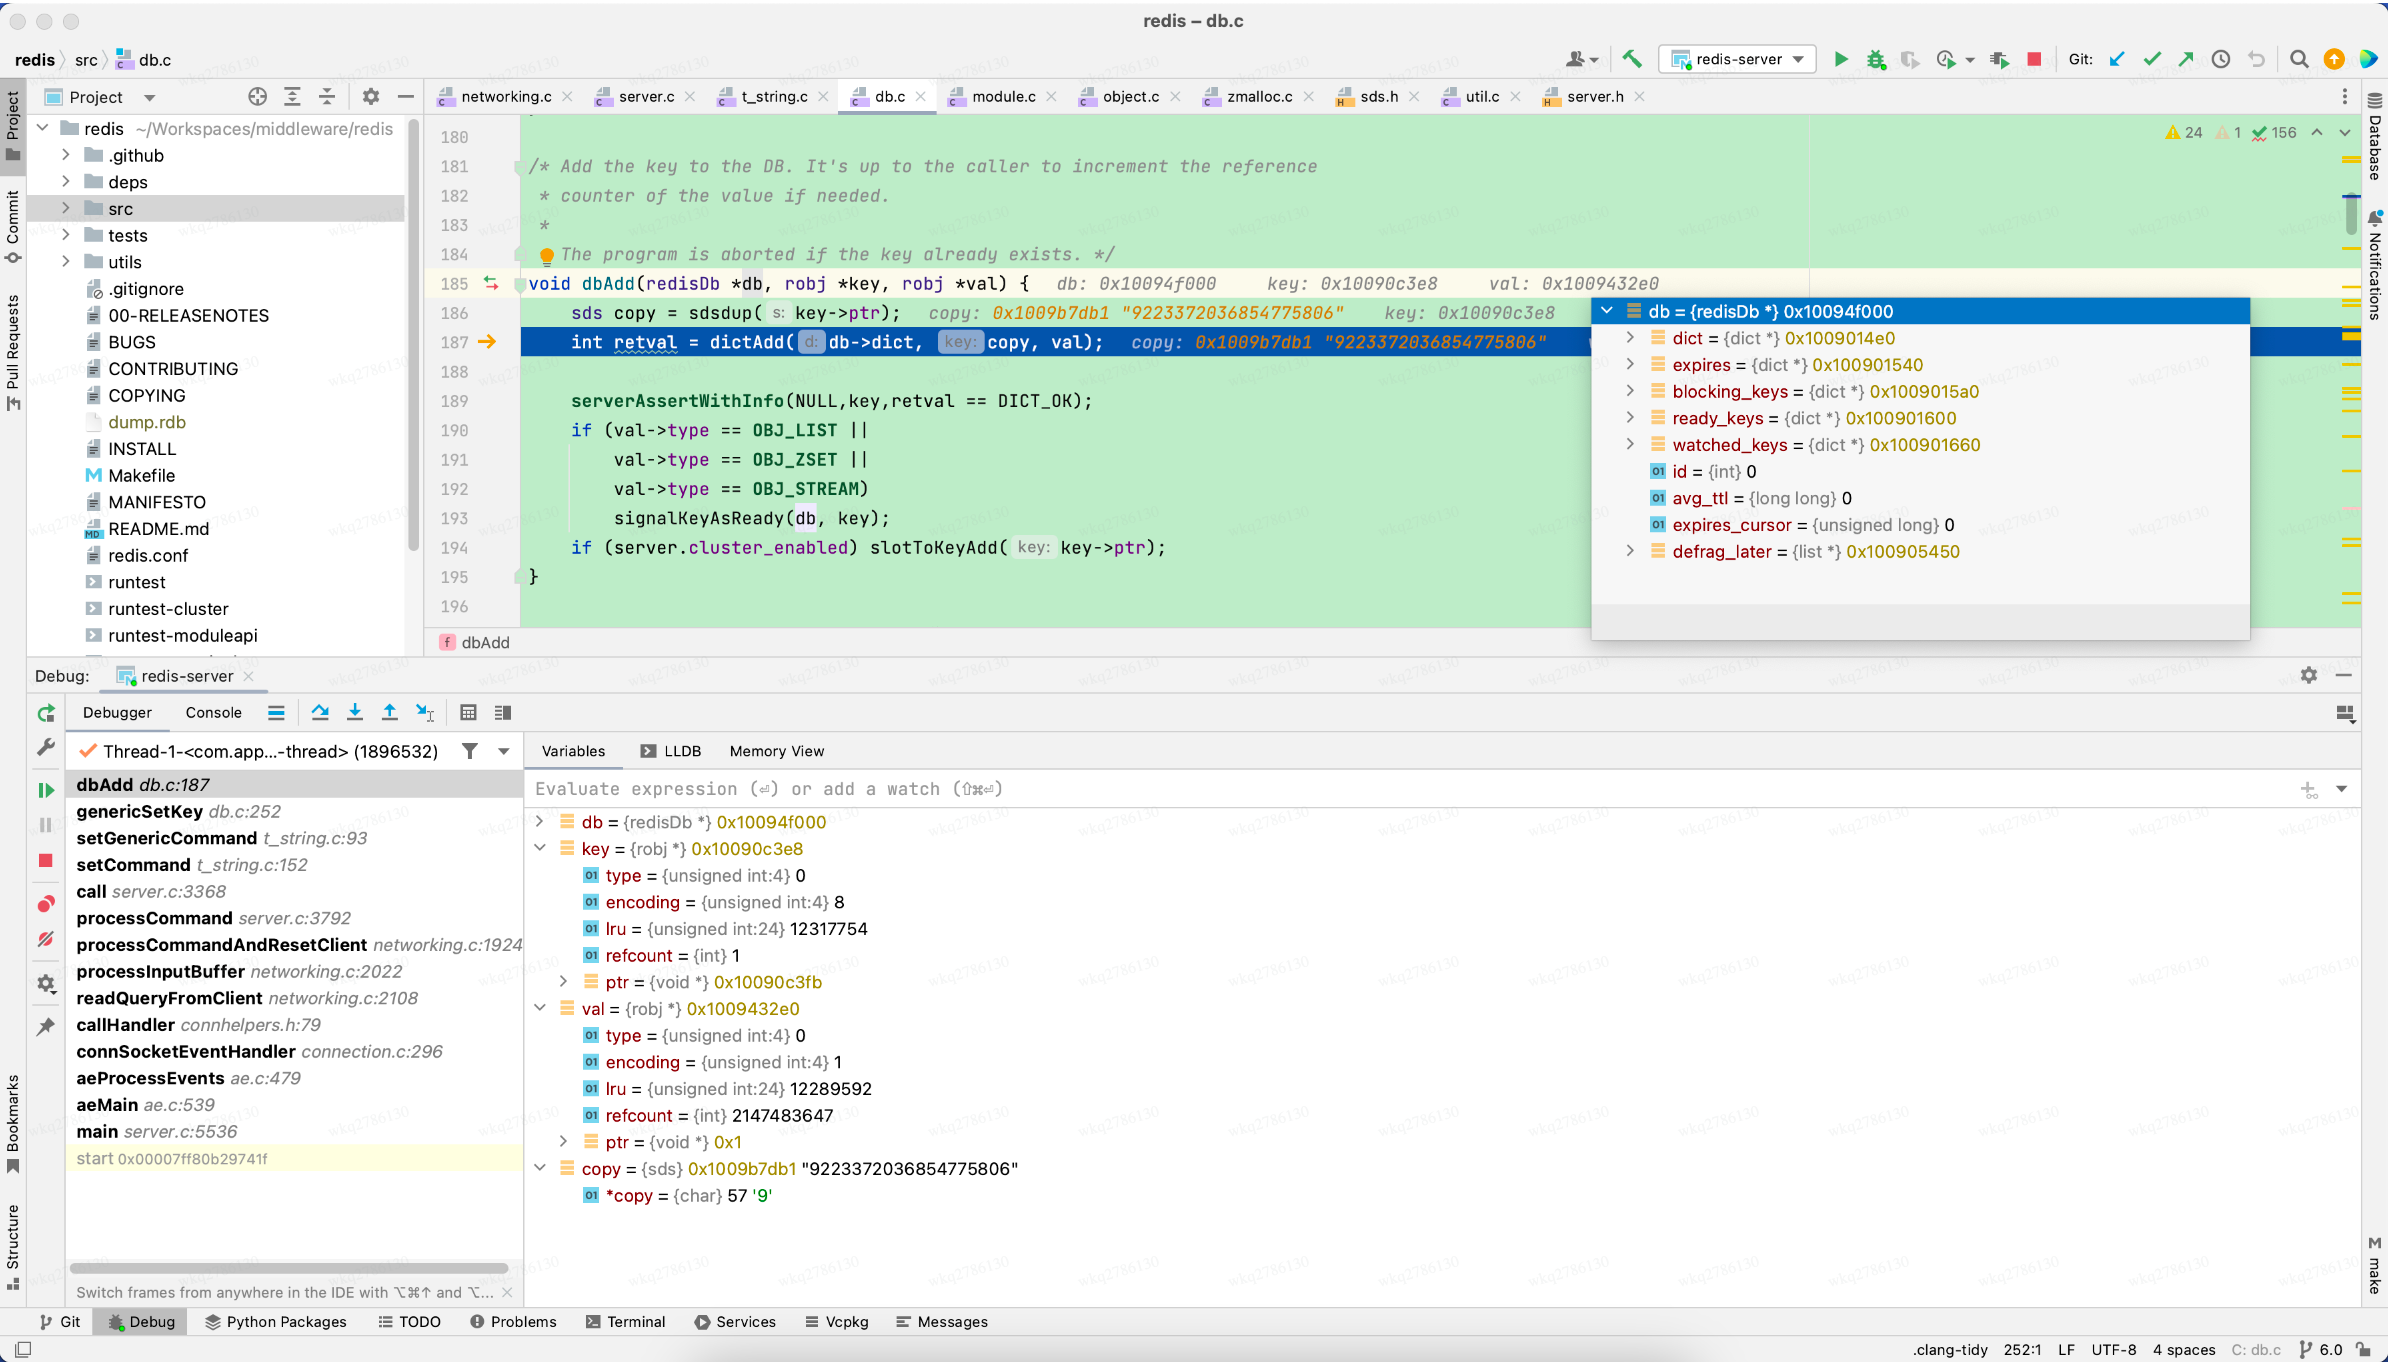 redis – db.c
redis src db.c
redis-server
Git:
Project
networking.c server.c t_string.c db.c module.c object.c zmalloc.c sds.h util.c server.h
redis ~/Workspaces/middleware/redis
.github
deps
src
tests
utils
.gitignore
00-RELEASENOTES
BUGS
CONTRIBUTING
COPYING
dump.rdb
INSTALL
Makefile
MANIFESTO
README.md
redis.conf
runtest
runtest-cluster
runtest-moduleapi
24 1 156
180
181 /* Add the key to the DB. It's up to the caller to increment the reference
182 * counter of the value if needed.
183 *
184 The program is aborted if the key already exists. */
185 void dbAdd(redisDb *db, robj *key, robj *val) { db: 0x10094f000 key: 0x10090c3e8 val: 0x1009432e0
186 sds copy = sdsdup( s: key->ptr); copy: 0x1009b7db1 "9223372036854775806" key: 0x10090c3e8
187 int retval = dictAdd( d: db->dict, key: copy, val); copy: 0x1009b7db1 "9223372036854775806"
188
189 serverAssertWithInfo(NULL,key,retval == DICT_OK);
190 if (val->type == OBJ_LIST ||
191 val->type == OBJ_ZSET ||
192 val->type == OBJ_STREAM)
193 signalKeyAsReady(db, key);
194 if (server.cluster_enabled) slotToKeyAdd( key: key->ptr);
195 }
196
f dbAdd
db = {redisDb *} 0x10094f000
dict = {dict *} 0x1009014e0
expires = {dict *} 0x100901540
blocking_keys = {dict *} 0x1009015a0
ready_keys = {dict *} 0x100901600
watched_keys = {dict *} 0x100901660
id = {int} 0
avg_ttl = {long long} 0
expires_cursor = {unsigned long} 0
defrag_later = {list *} 0x100905450
Project
Commit
Pull Requests
Bookmarks
Structure
Database
Notifications
make
Debug: redis-server
Debugger Console
Thread-1-<com.app...-thread> (1896532)
dbAdd db.c:187
genericSetKey db.c:252
setGenericCommand t_string.c:93
setCommand t_string.c:152
call server.c:3368
processCommand server.c:3792
processCommandAndResetClient networking.c:1924
processInputBuffer networking.c:2022
readQueryFromClient networking.c:2108
callHandler connhelpers.h:79
connSocketEventHandler connection.c:296
aeProcessEvents ae.c:479
aeMain ae.c:539
main server.c:5536
start 0x00007ff80b29741f
Switch frames from anywhere in the IDE with ⌥⌘↑ and ⌥...
Variables LLDB Memory View
Evaluate expression (⏎) or add a watch (⇧⌘⏎)
db = {redisDb *} 0x10094f000
key = {robj *} 0x10090c3e8
type = {unsigned int:4} 0
encoding = {unsigned int:4} 8
lru = {unsigned int:24} 12317754
refcount = {int} 1
ptr = {void *} 0x10090c3fb
val = {robj *} 0x1009432e0
type = {unsigned int:4} 0
encoding = {unsigned int:4} 1
lru = {unsigned int:24} 12289592
refcount = {int} 2147483647
ptr = {void *} 0x1
copy = {sds} 0x1009b7db1 "9223372036854775806"
*copy = {char} 57 '9'
Git Debug Python Packages TODO Problems Terminal Services Vcpkg Messages
.clang-tidy 252:1 LF UTF-8 4 spaces C: db.c 6.0
wkq2786130